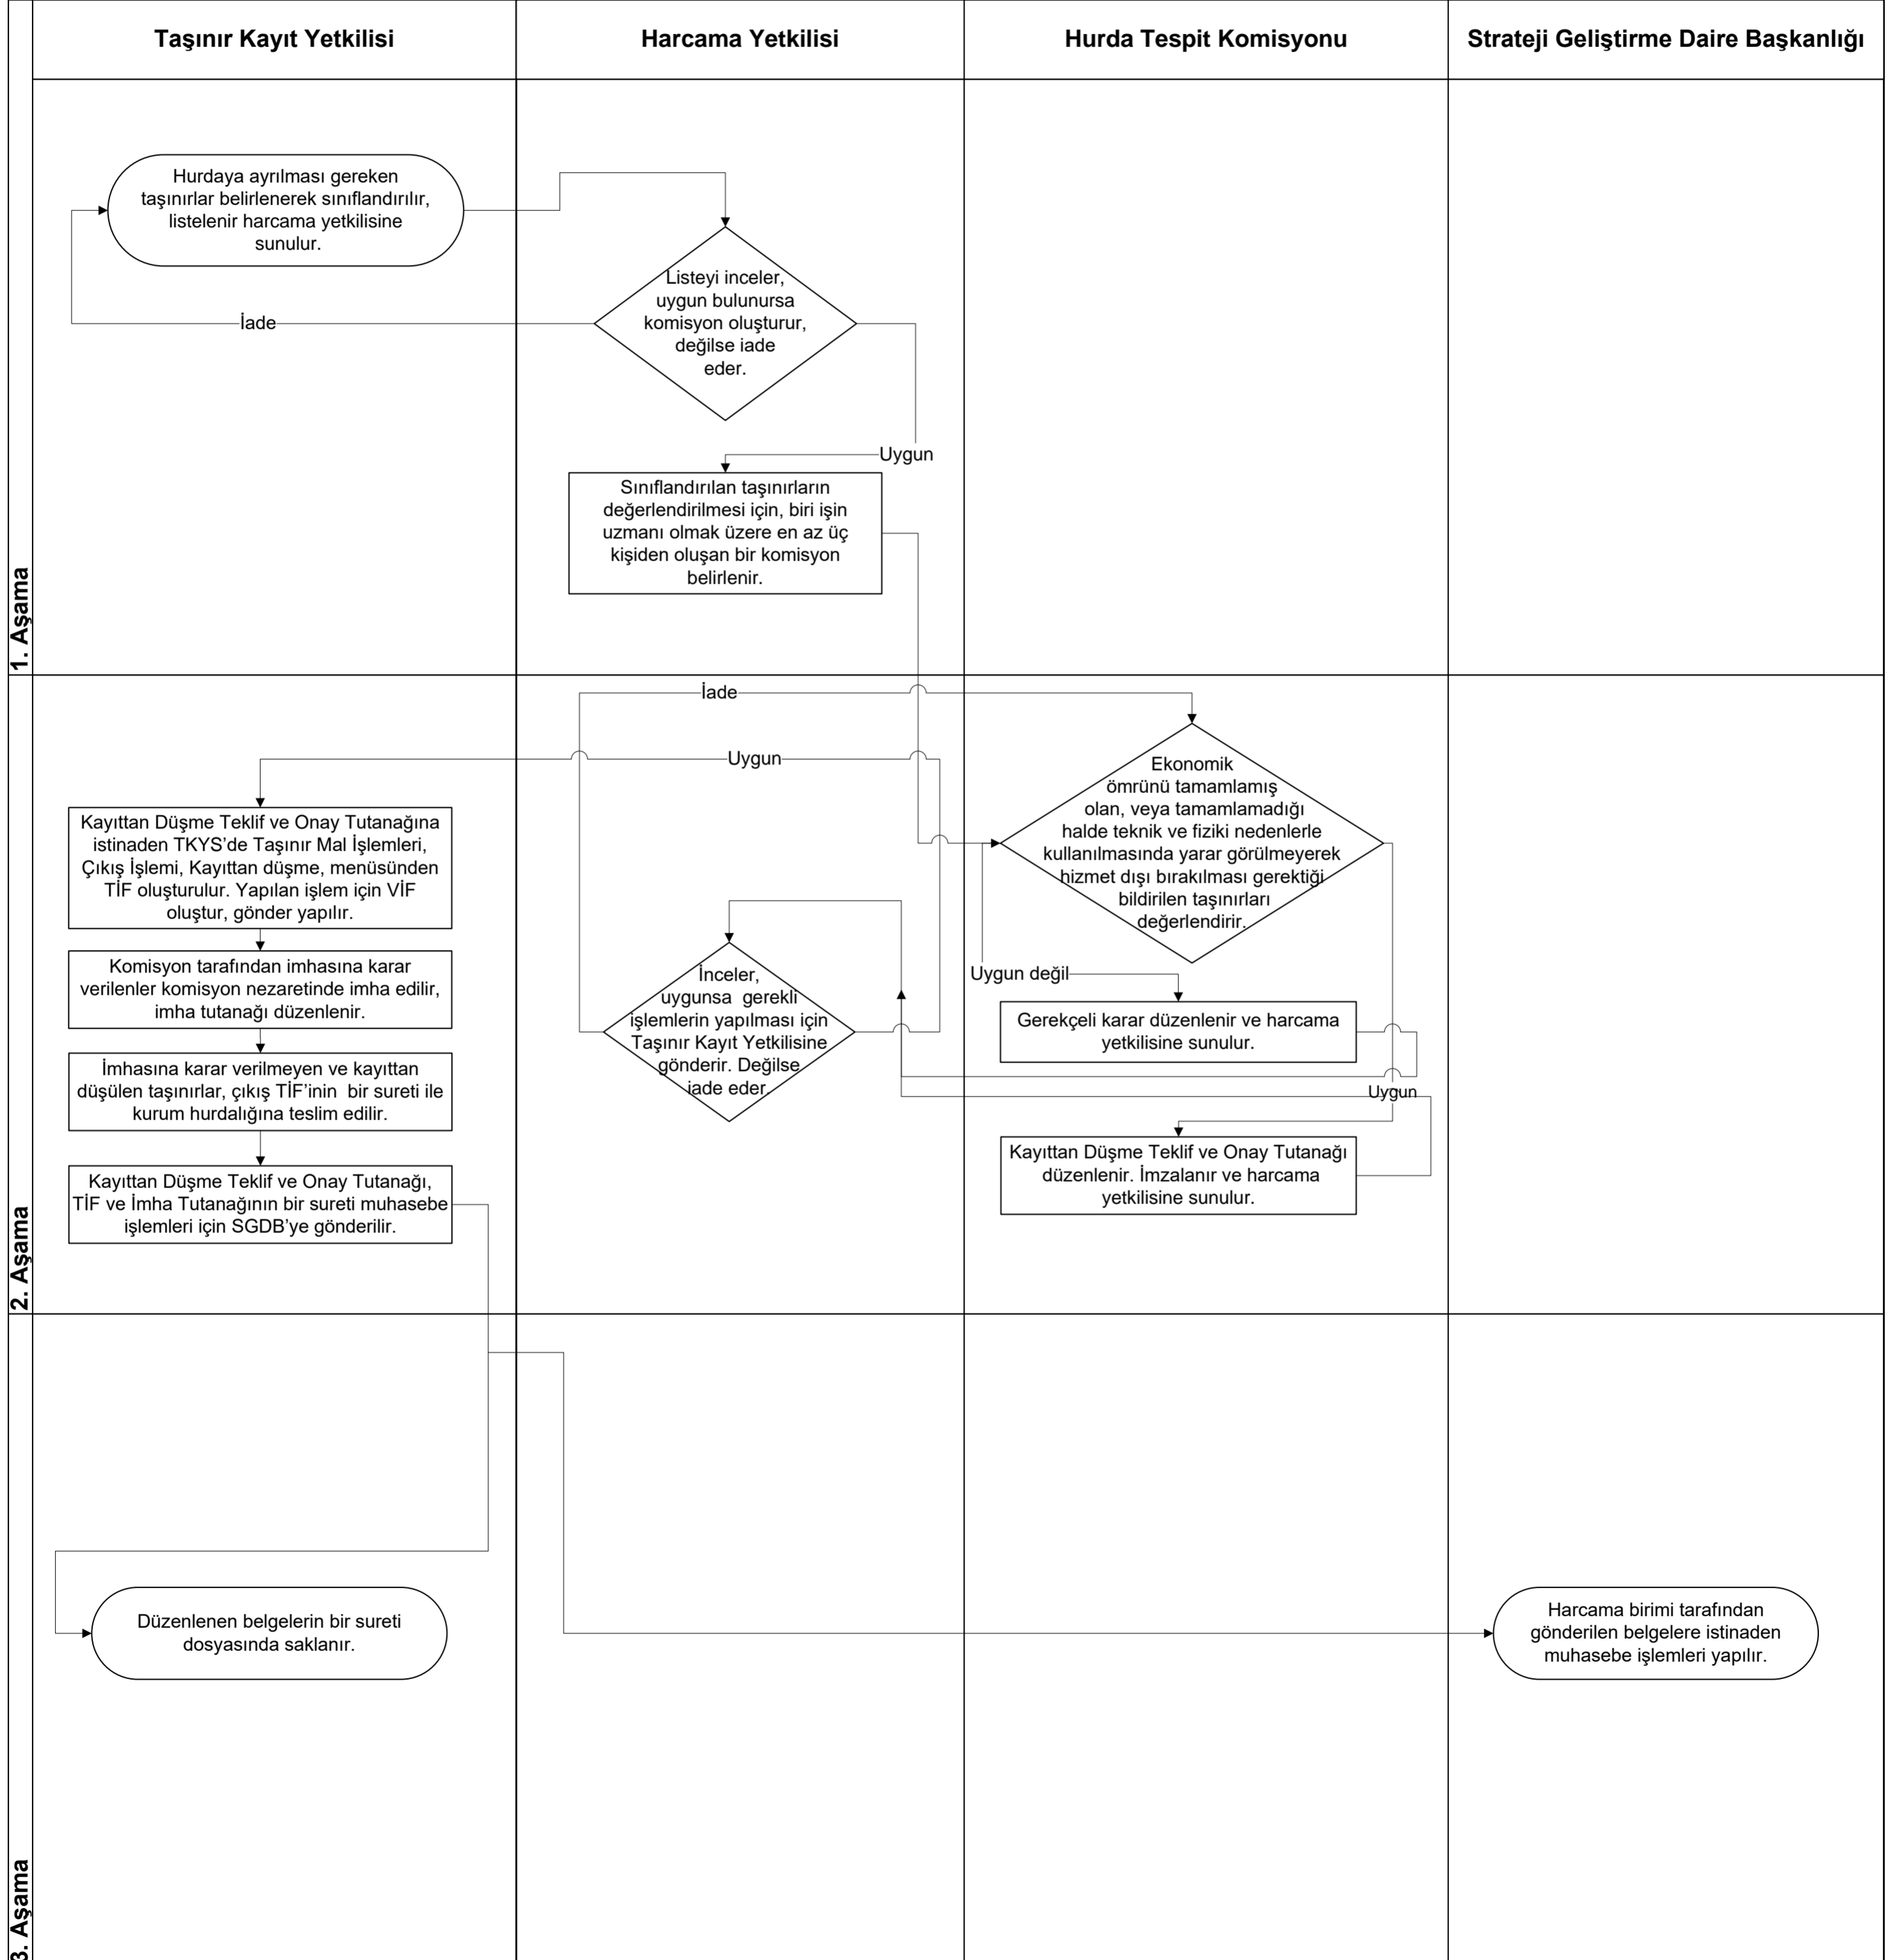 Taşınır Kayıt Yetkilisi
Harcama Yetkilisi
Hurda Tespit Komisyonu
Strateji Geliştirme Daire Başkanlığı
1. Aşama
Hurdaya ayrılması gereken
taşınırlar belirlenerek sınıflandırılır,
listelenir harcama yetkilisine
sunulur.
Listeyi inceler,
uygun bulunursa
komisyon oluşturur,
değilse iade
eder.
İade
Uygun
Sınıflandırılan taşınırların
değerlendirilmesi için, biri işin
uzmanı olmak üzere en az üç
kişiden oluşan bir komisyon
belirlenir.
2. Aşama
İade
Uygun
Ekonomik
ömrünü tamamlamış
olan, veya tamamlamadığı
halde teknik ve fiziki nedenlerle
kullanılmasında yarar görülmeyerek
hizmet dışı bırakılması gerektiği
bildirilen taşınırları
değerlendirir.
Kayıttan Düşme Teklif ve Onay Tutanağına
istinaden TKYS’de Taşınır Mal İşlemleri,
Çıkış İşlemi, Kayıttan düşme, menüsünden
TİF oluşturulur. Yapılan işlem için VİF
oluştur, gönder yapılır.
Komisyon tarafından imhasına karar
verilenler komisyon nezaretinde imha edilir,
imha tutanağı düzenlenir.
İmhasına karar verilmeyen ve kayıttan
düşülen taşınırlar, çıkış TİF’inin  bir sureti ile
kurum hurdalığına teslim edilir.
Kayıttan Düşme Teklif ve Onay Tutanağı,
TİF ve İmha Tutanağının bir sureti muhasebe
işlemleri için SGDB’ye gönderilir.
İnceler,
uygunsa  gerekli
işlemlerin yapılması için
Taşınır Kayıt Yetkilisine
gönderir. Değilse
iade eder.
Uygun değil
Gerekçeli karar düzenlenir ve harcama
yetkilisine sunulur.
Uygun
Kayıttan Düşme Teklif ve Onay Tutanağı
düzenlenir. İmzalanır ve harcama
yetkilisine sunulur.
3. Aşama
Düzenlenen belgelerin bir sureti
dosyasında saklanır.
Harcama birimi tarafından
gönderilen belgelere istinaden
muhasebe işlemleri yapılır.